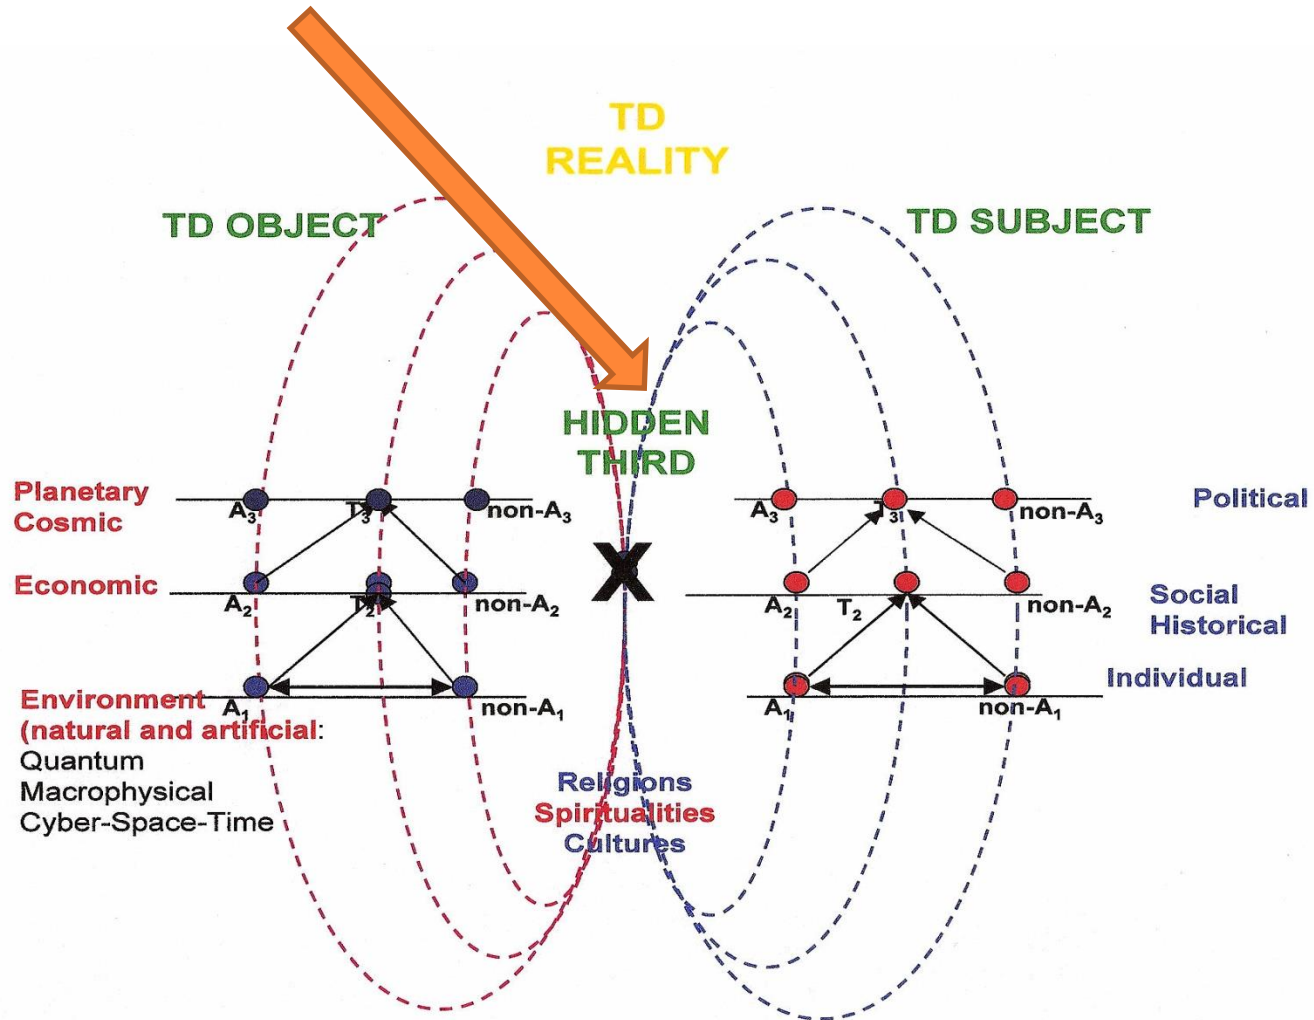 TD
REALITY
TD OBJECT
TD SUBJECT
HIDDEN
THIRD
Planetary
Cosmic
A₃ T₃ non-A₃
A₃ T₃ non-A₃
Political
Economic
A₂ T₂ non-A₂
X
A₂ T₂ non-A₂
Social
Historical
Environment
(natural and artificial:
Quantum
Macrophysical
Cyber-Space-Time
A₁ non-A₁
A₁ non-A₁
Individual
Religions
Spiritualities
Cultures